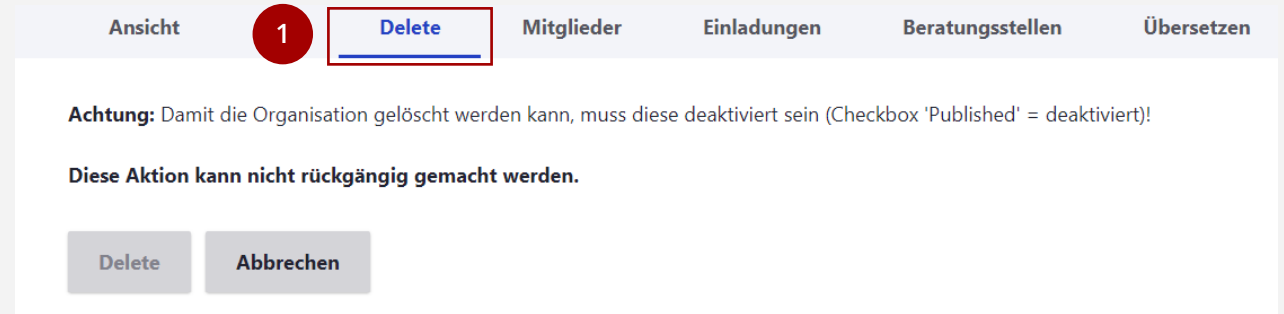 Ansicht 1 Delete Mitglieder Einladungen Beratungsstellen Übersetzen
Achtung: Damit die Organisation gelöscht werden kann, muss diese deaktiviert sein (Checkbox 'Published' = deaktiviert)!
Diese Aktion kann nicht rückgängig gemacht werden.
Delete Abbrechen